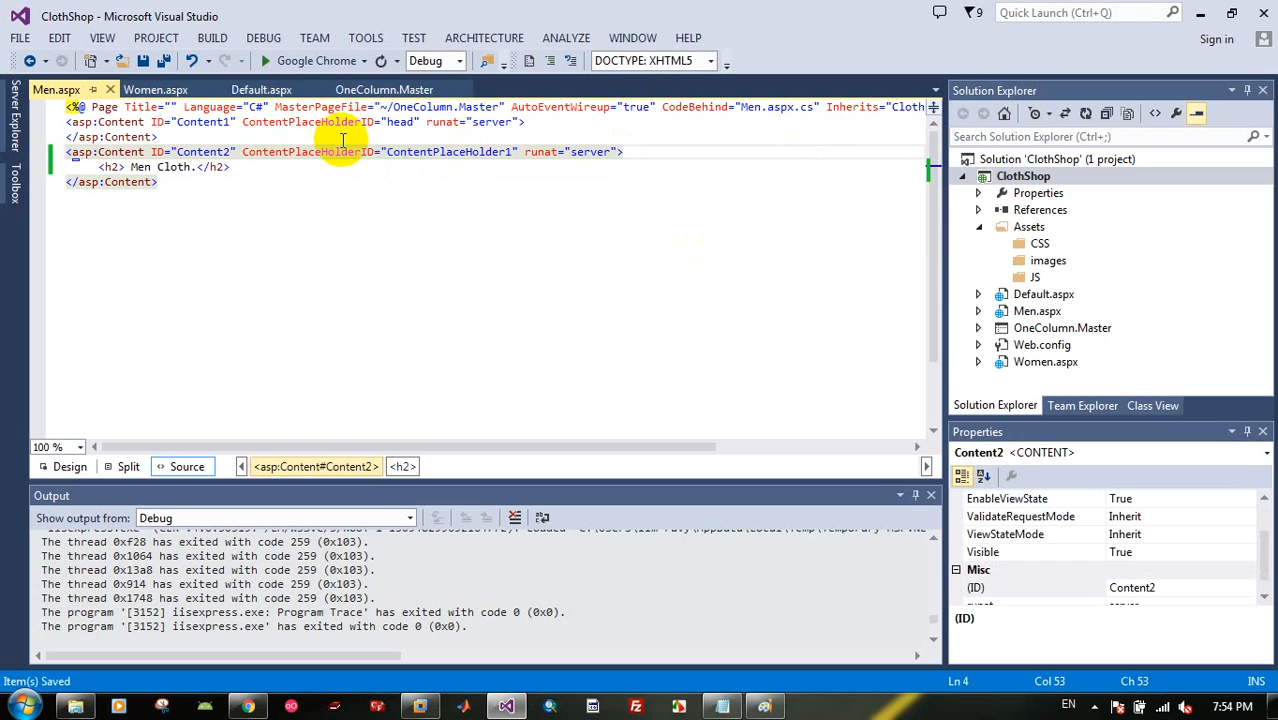 ClothShop - Microsoft Visual Studio
9
Quick Launch (Ctrl+Q)
FILE EDIT VIEW PROJECT BUILD DEBUG TEAM TOOLS TEST ARCHITECTURE ANALYZE WINDOW HELP
Sign in
Google Chrome
Debug
DOCTYPE: XHTML5
Server Explorer
Toolbox
Men.aspx
Women.aspx
Default.aspx
OneColumn.Master
<%@ Page Title="" Language="C#" MasterPageFile="~/OneColumn.Master" AutoEventWireup="true" CodeBehind="Men.aspx.cs" Inherits="Cloth
<asp:Content ID="Content1" ContentPlaceHolderID="head" runat="server">
</asp:Content>
<asp:Content ID="Content2" ContentPlaceHolderID="ContentPlaceHolder1" runat="server">
<h2> Men Cloth.</h2>
</asp:Content>
100 %
Design
Split
Source
<asp:Content#Content2>
<h2>
Output
Show output from: Debug
The thread 0xf28 has exited with code 259 (0x103).
The thread 0x1064 has exited with code 259 (0x103).
The thread 0x13a8 has exited with code 259 (0x103).
The thread 0x914 has exited with code 259 (0x103).
The thread 0x1748 has exited with code 259 (0x103).
The program '[3152] iisexpress.exe: Program Trace' has exited with code 0 (0x0).
The program '[3152] iisexpress.exe' has exited with code 0 (0x0).
Solution Explorer
Search Solution Explorer (Ctrl+;)
Solution 'ClothShop' (1 project)
ClothShop
Properties
References
Assets
CSS
images
JS
Default.aspx
Men.aspx
OneColumn.Master
Web.config
Women.aspx
Solution Explorer
Team Explorer
Class View
Properties
Content2 <CONTENT>
EnableViewState True
ValidateRequestMode Inherit
ViewStateMode Inherit
Visible True
Misc
(ID) Content2
(ID)
Item(s) Saved
Ln 4
Col 53
Ch 53
INS
EN
7:54 PM